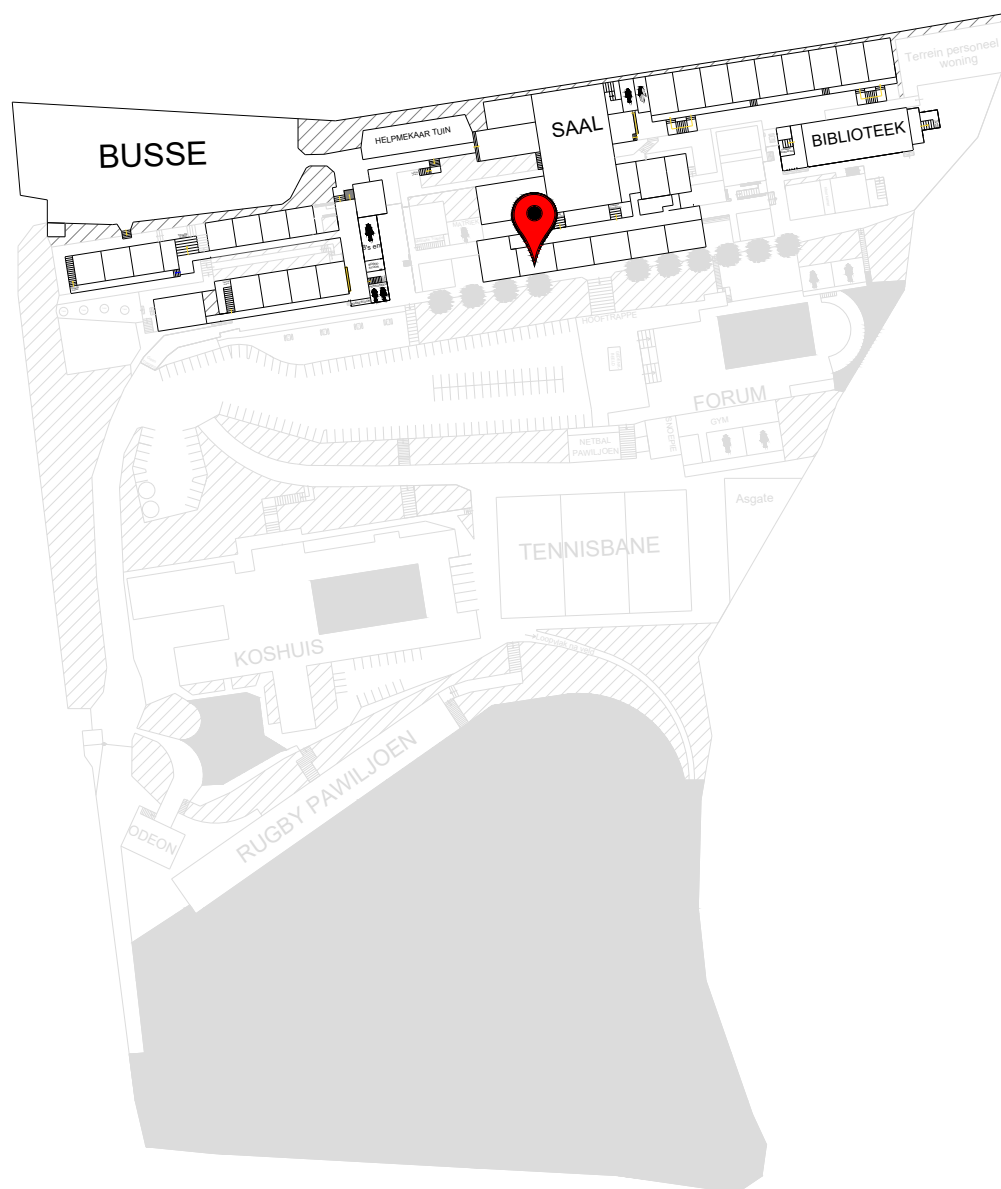 Terrein personeel
woning
SAAL
HELPMEKAAR TUIN
BIBLIOTEEK
BUSSE
HOOFTRAPPE
FORUM
GYM
NETBAL
PAWILJOEN
Asgate
TENNISBANE
KOSHUIS
RUGBY PAWILJOEN
ODEON